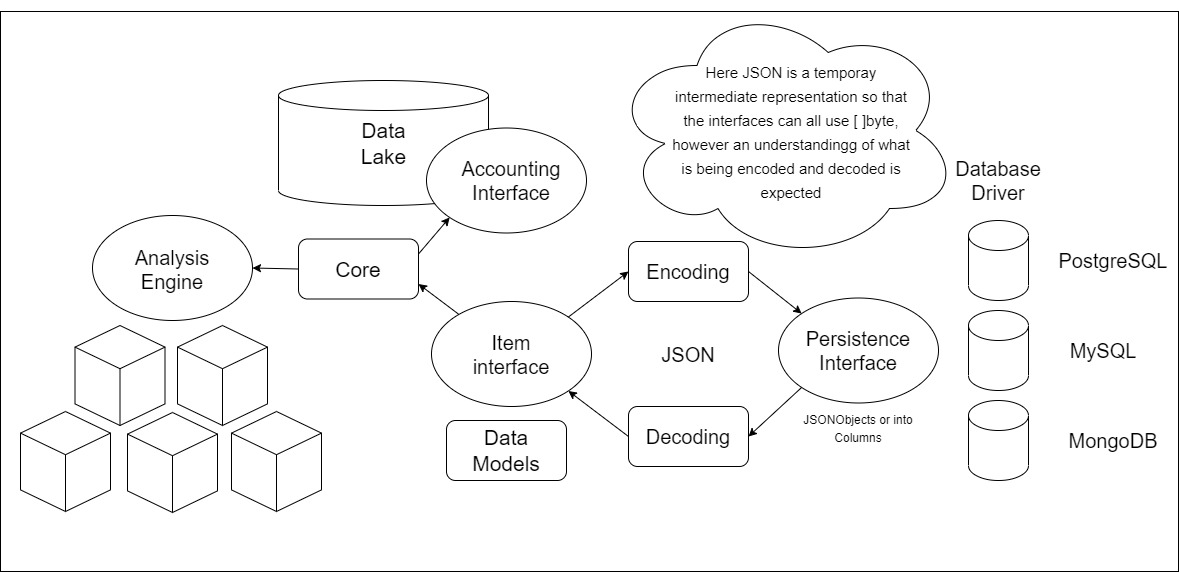 Here JSON is a temporay
intermediate representation so that
the interfaces can all use [ ]byte,
however an understandingg of what
is being encoded and decoded is
expected
Data
Lake
Accounting
Interface
Database
Driver
Analysis
Engine
Core
Encoding
PostgreSQL
Item
interface
JSON
Persistence
Interface
MySQL
JSONObjects or into
Columns
Data
Models
Decoding
MongoDB